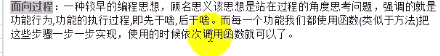 面向过程：一种较早的编程思想，顾名思义该思想是站在过程的角度思考问题，强调的就是
功能行为，功能的执行过程，即先干啥，后干啥。而每一个功能我们都使用函数（类似于方法）把
这些步骤一步一步实现，使用的时候依次调用函数就可以了。